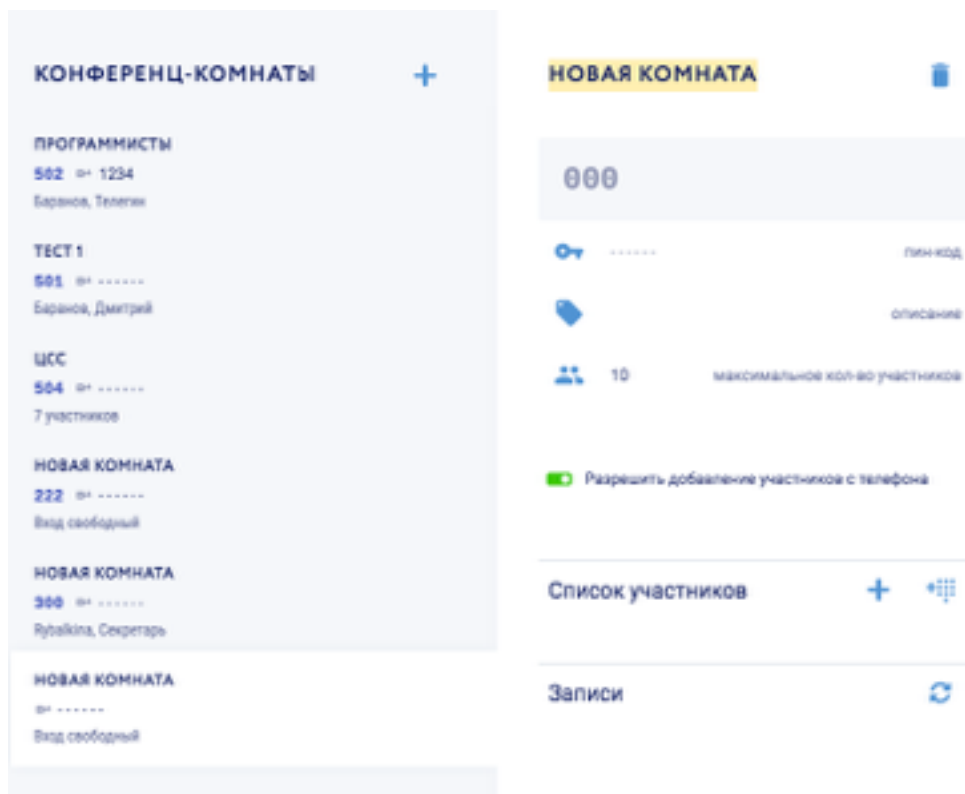 КОНФЕРЕНЦ-КОМНАТЫ
ПРОГРАММИСТЫ
502 1234
Баранов, Телегин
ТЕСТ 1
501 ------
Баранов, Дмитрий
ЦСС
504 ------
7 участников
НОВАЯ КОМНАТА
222 ------
Вход свободный
НОВАЯ КОМНАТА
300 ------
Rybalkina, Секретарь
НОВАЯ КОМНАТА
------
Вход свободный
НОВАЯ КОМНАТА
000
------ пин-код
описание
10 максимальное кол-во участников
Разрешить добавление участников с телефона
Список участников
Записи